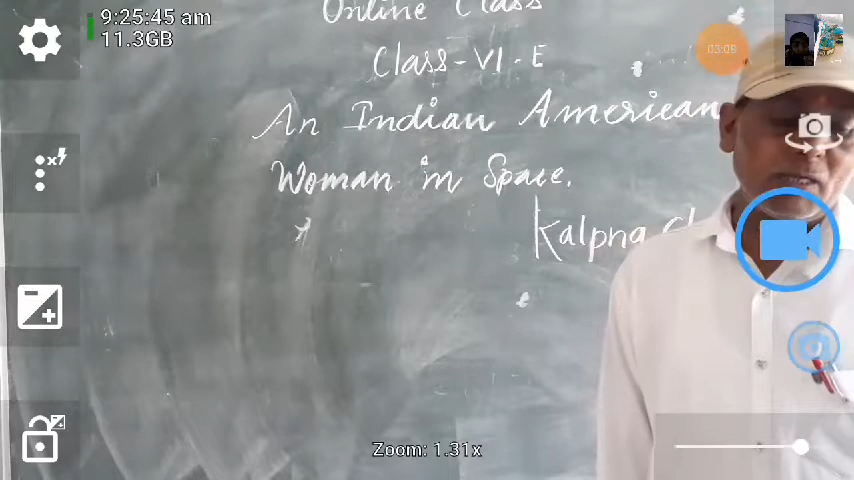 9:25:45 am
11.3GB
Online Class
03:09
Class-VI-E
An Indian American
Woman in Space.
Kalpna
Zoom: 1.31x